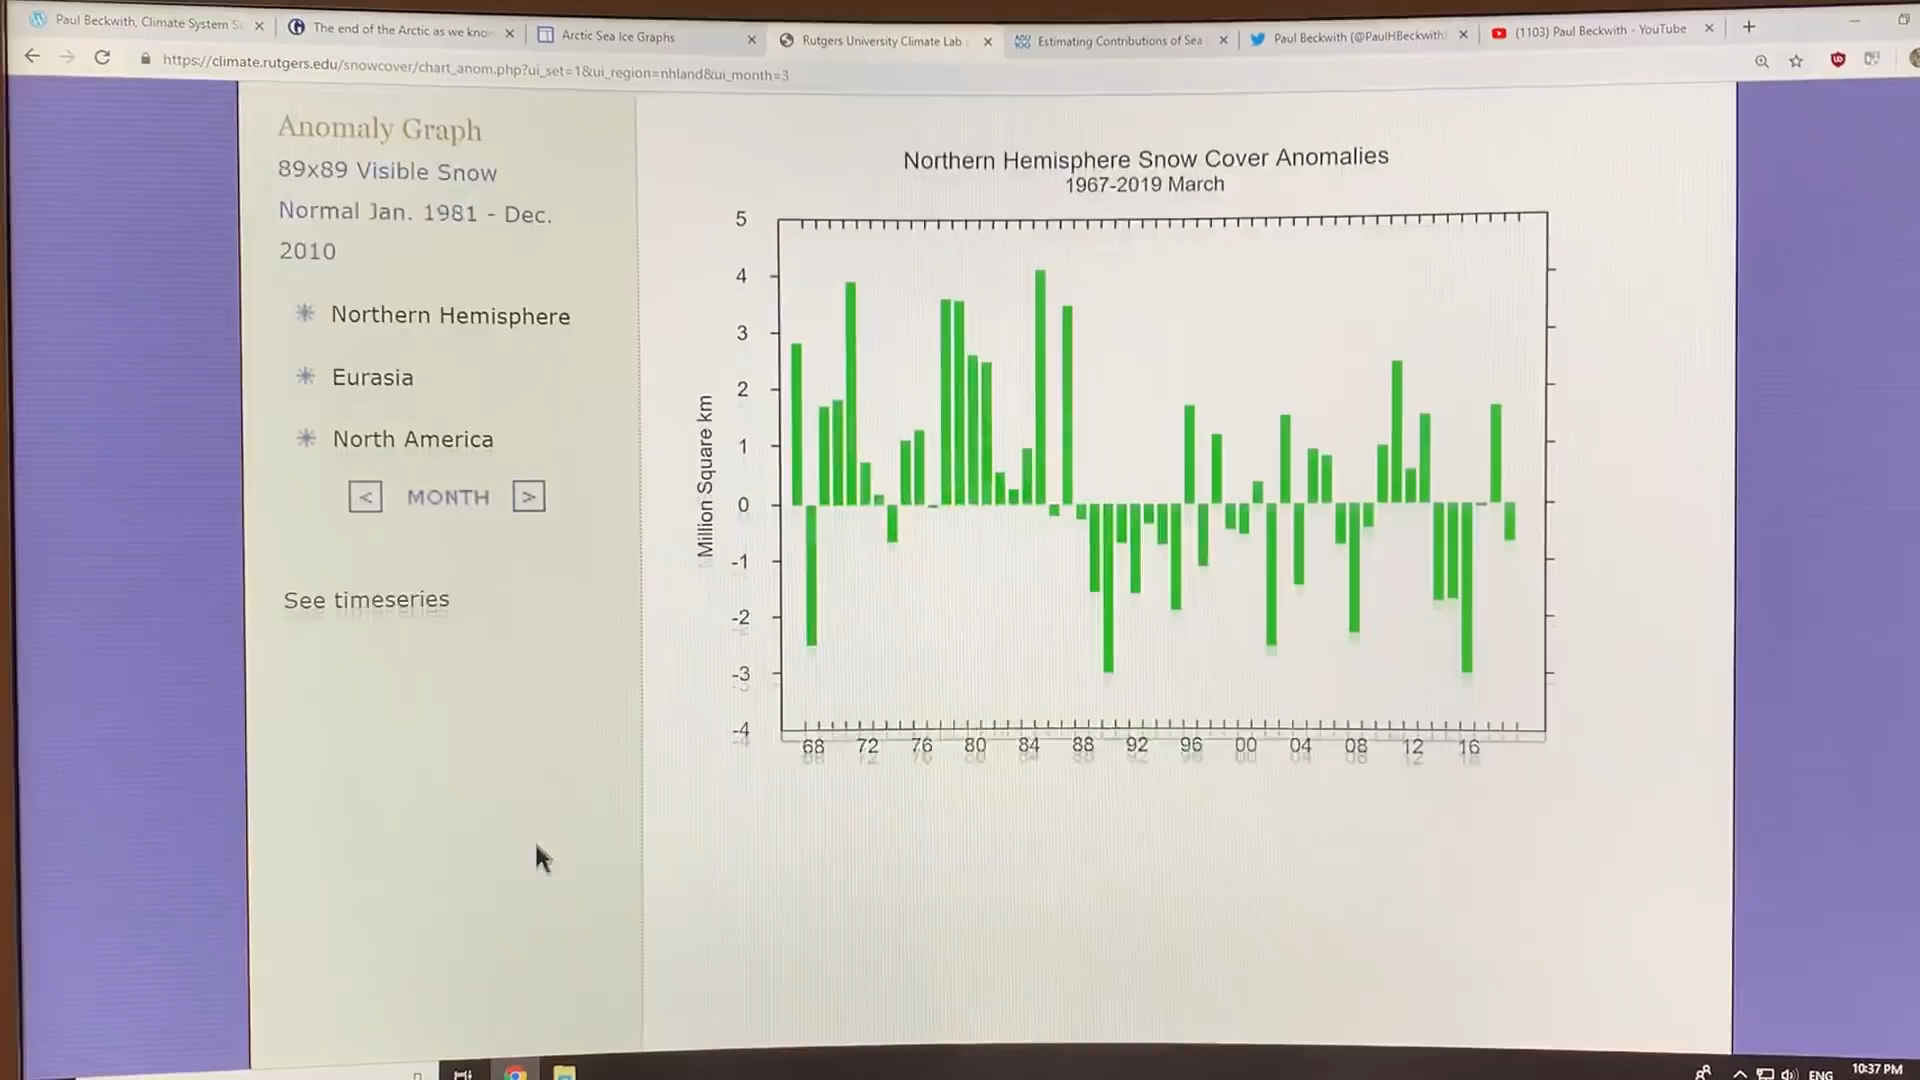 Paul Beckwith, Climate System Sc
The end of the Arctic as we know
Arctic Sea Ice Graphs
Rutgers University Climate Lab :
Estimating Contributions of Sea
Paul Beckwith (@PaulHBeckwith)
(1103) Paul Beckwith - YouTube
https://climate.rutgers.edu/snowcover/chart_anom.php?ui_set=1&ui_region=nhland&ui_month=3
Anomaly Graph
89x89 Visible Snow
Normal Jan. 1981 - Dec.
2010
Northern Hemisphere
Eurasia
North America
< MONTH >
See timeseries
Northern Hemisphere Snow Cover Anomalies
1967-2019 March
Million Square km
5
4
3
2
1
0
-1
-2
-3
-4
68 72 76 80 84 88 92 96 00 04 08 12 16
ENG
10:37 PM